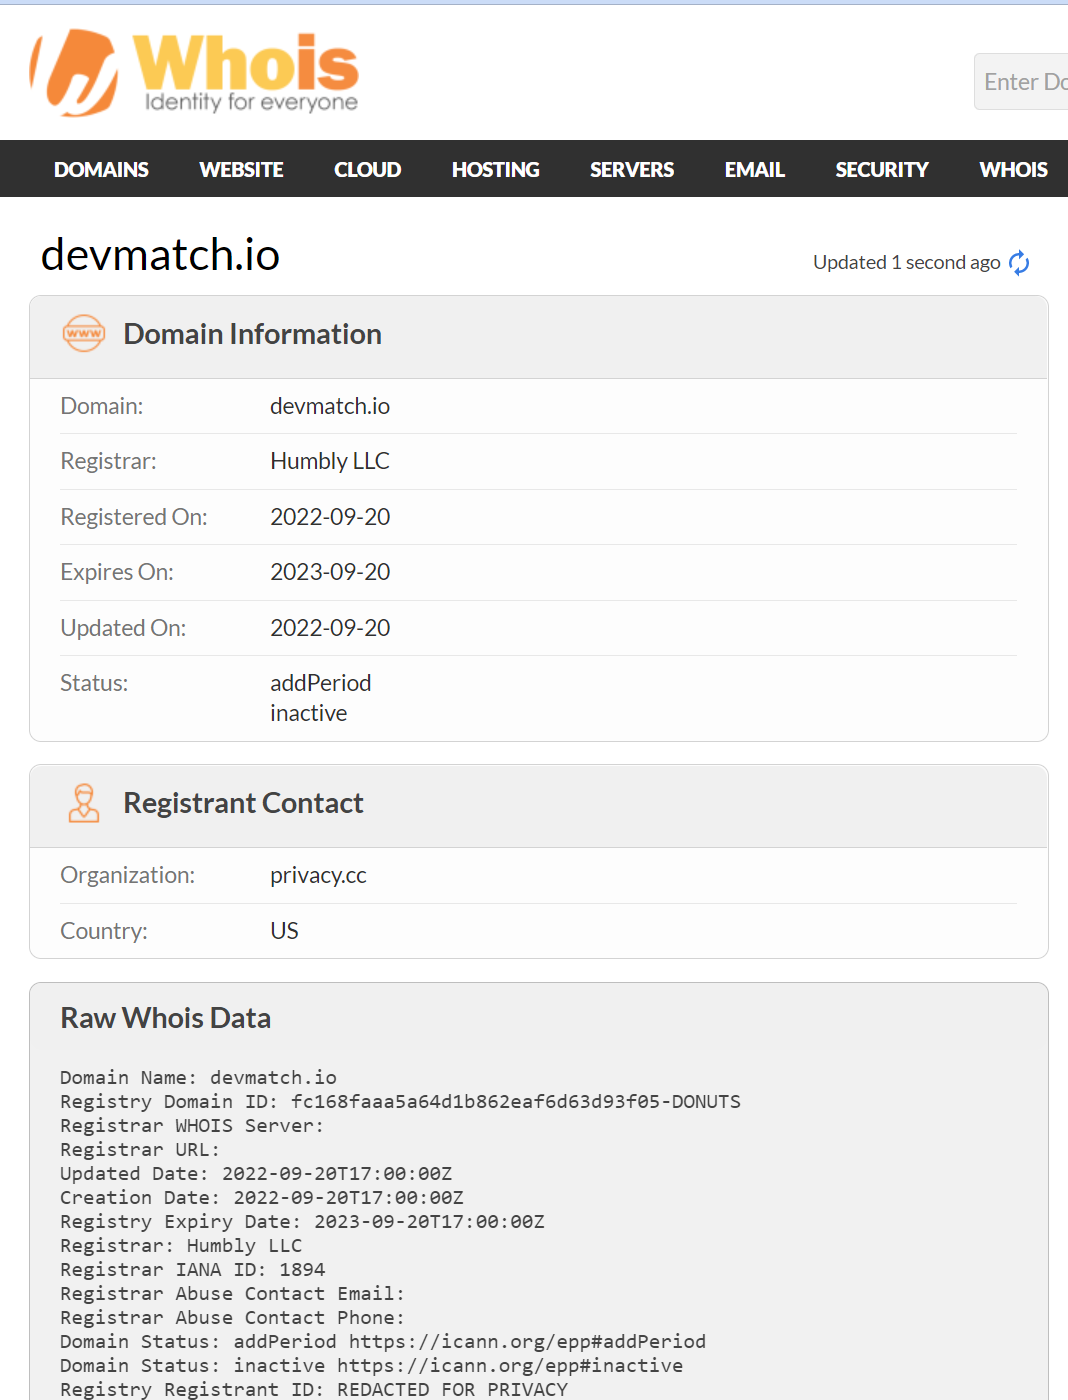 Whois
Identity for everyone
Enter Do
DOMAINS WEBSITE CLOUD HOSTING SERVERS EMAIL SECURITY WHOIS
devmatch.io
Updated 1 second ago
www Domain Information
Domain: devmatch.io
Registrar: Humbly LLC
Registered On: 2022-09-20
Expires On: 2023-09-20
Updated On: 2022-09-20
Status: addPeriod
inactive
Registrant Contact
Organization: privacy.cc
Country: US
Raw Whois Data
Domain Name: devmatch.io
Registry Domain ID: fc168faaa5a64d1b862eaf6d63d93f05-DONUTS
Registrar WHOIS Server:
Registrar URL:
Updated Date: 2022-09-20T17:00:00Z
Creation Date: 2022-09-20T17:00:00Z
Registry Expiry Date: 2023-09-20T17:00:00Z
Registrar: Humbly LLC
Registrar IANA ID: 1894
Registrar Abuse Contact Email:
Registrar Abuse Contact Phone:
Domain Status: addPeriod https://icann.org/epp#addPeriod
Domain Status: inactive https://icann.org/epp#inactive
Registry Registrant ID: REDACTED FOR PRIVACY